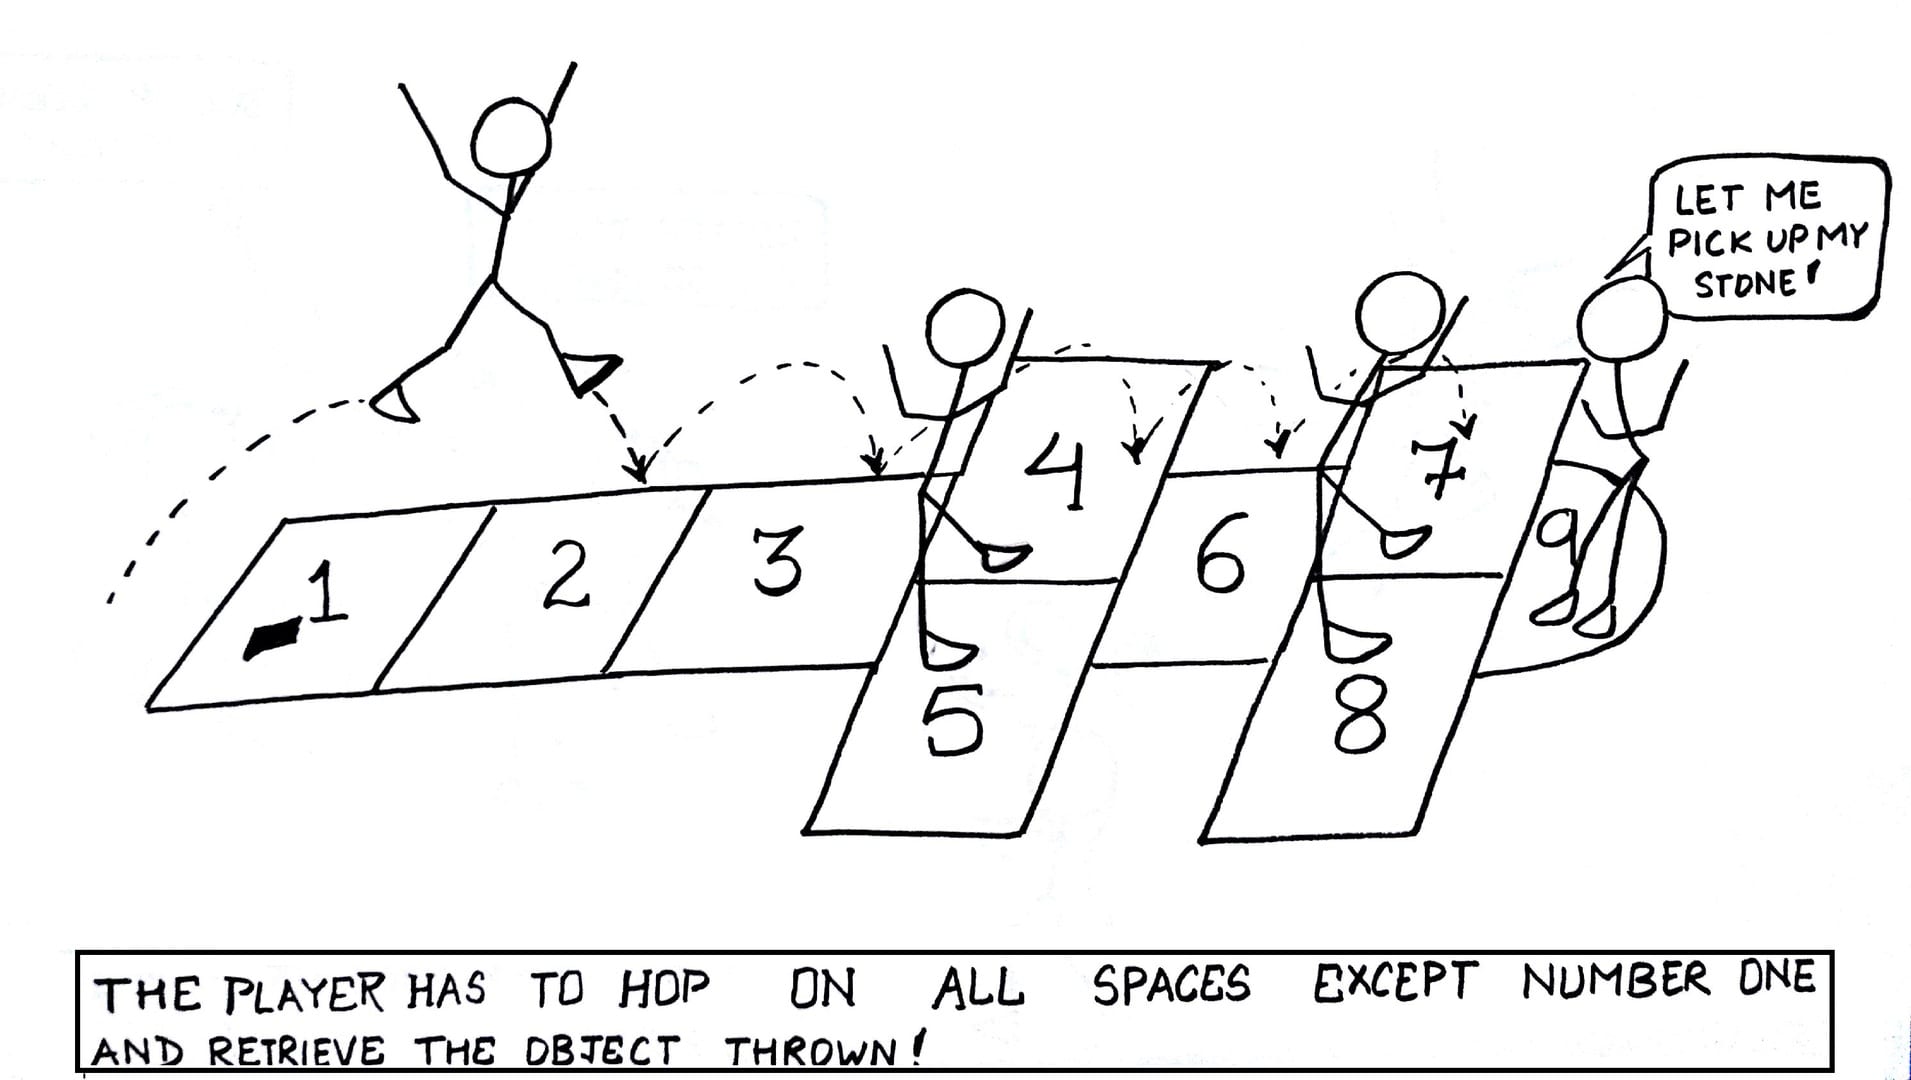 LET ME
PICK UP MY
STONE!
1
2
3
4
5
6
7
8
9
THE PLAYER HAS TO HOP ON ALL SPACES EXCEPT NUMBER ONE
AND RETRIEVE THE OBJECT THROWN!